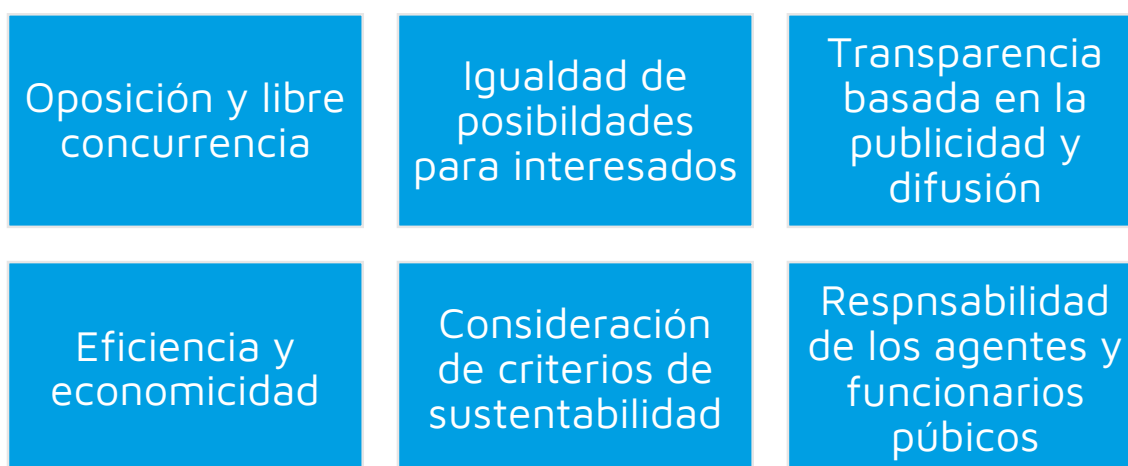 Oposición y libre
concurrencia
Igualdad de
posibildades
para interesados
Transparencia
basada en la
publicidad y
difusión
Eficiencia y
economicidad
Consideración
de criterios de
sustentabilidad
Respnsabilidad
de los agentes y
funcionarios
púbicos